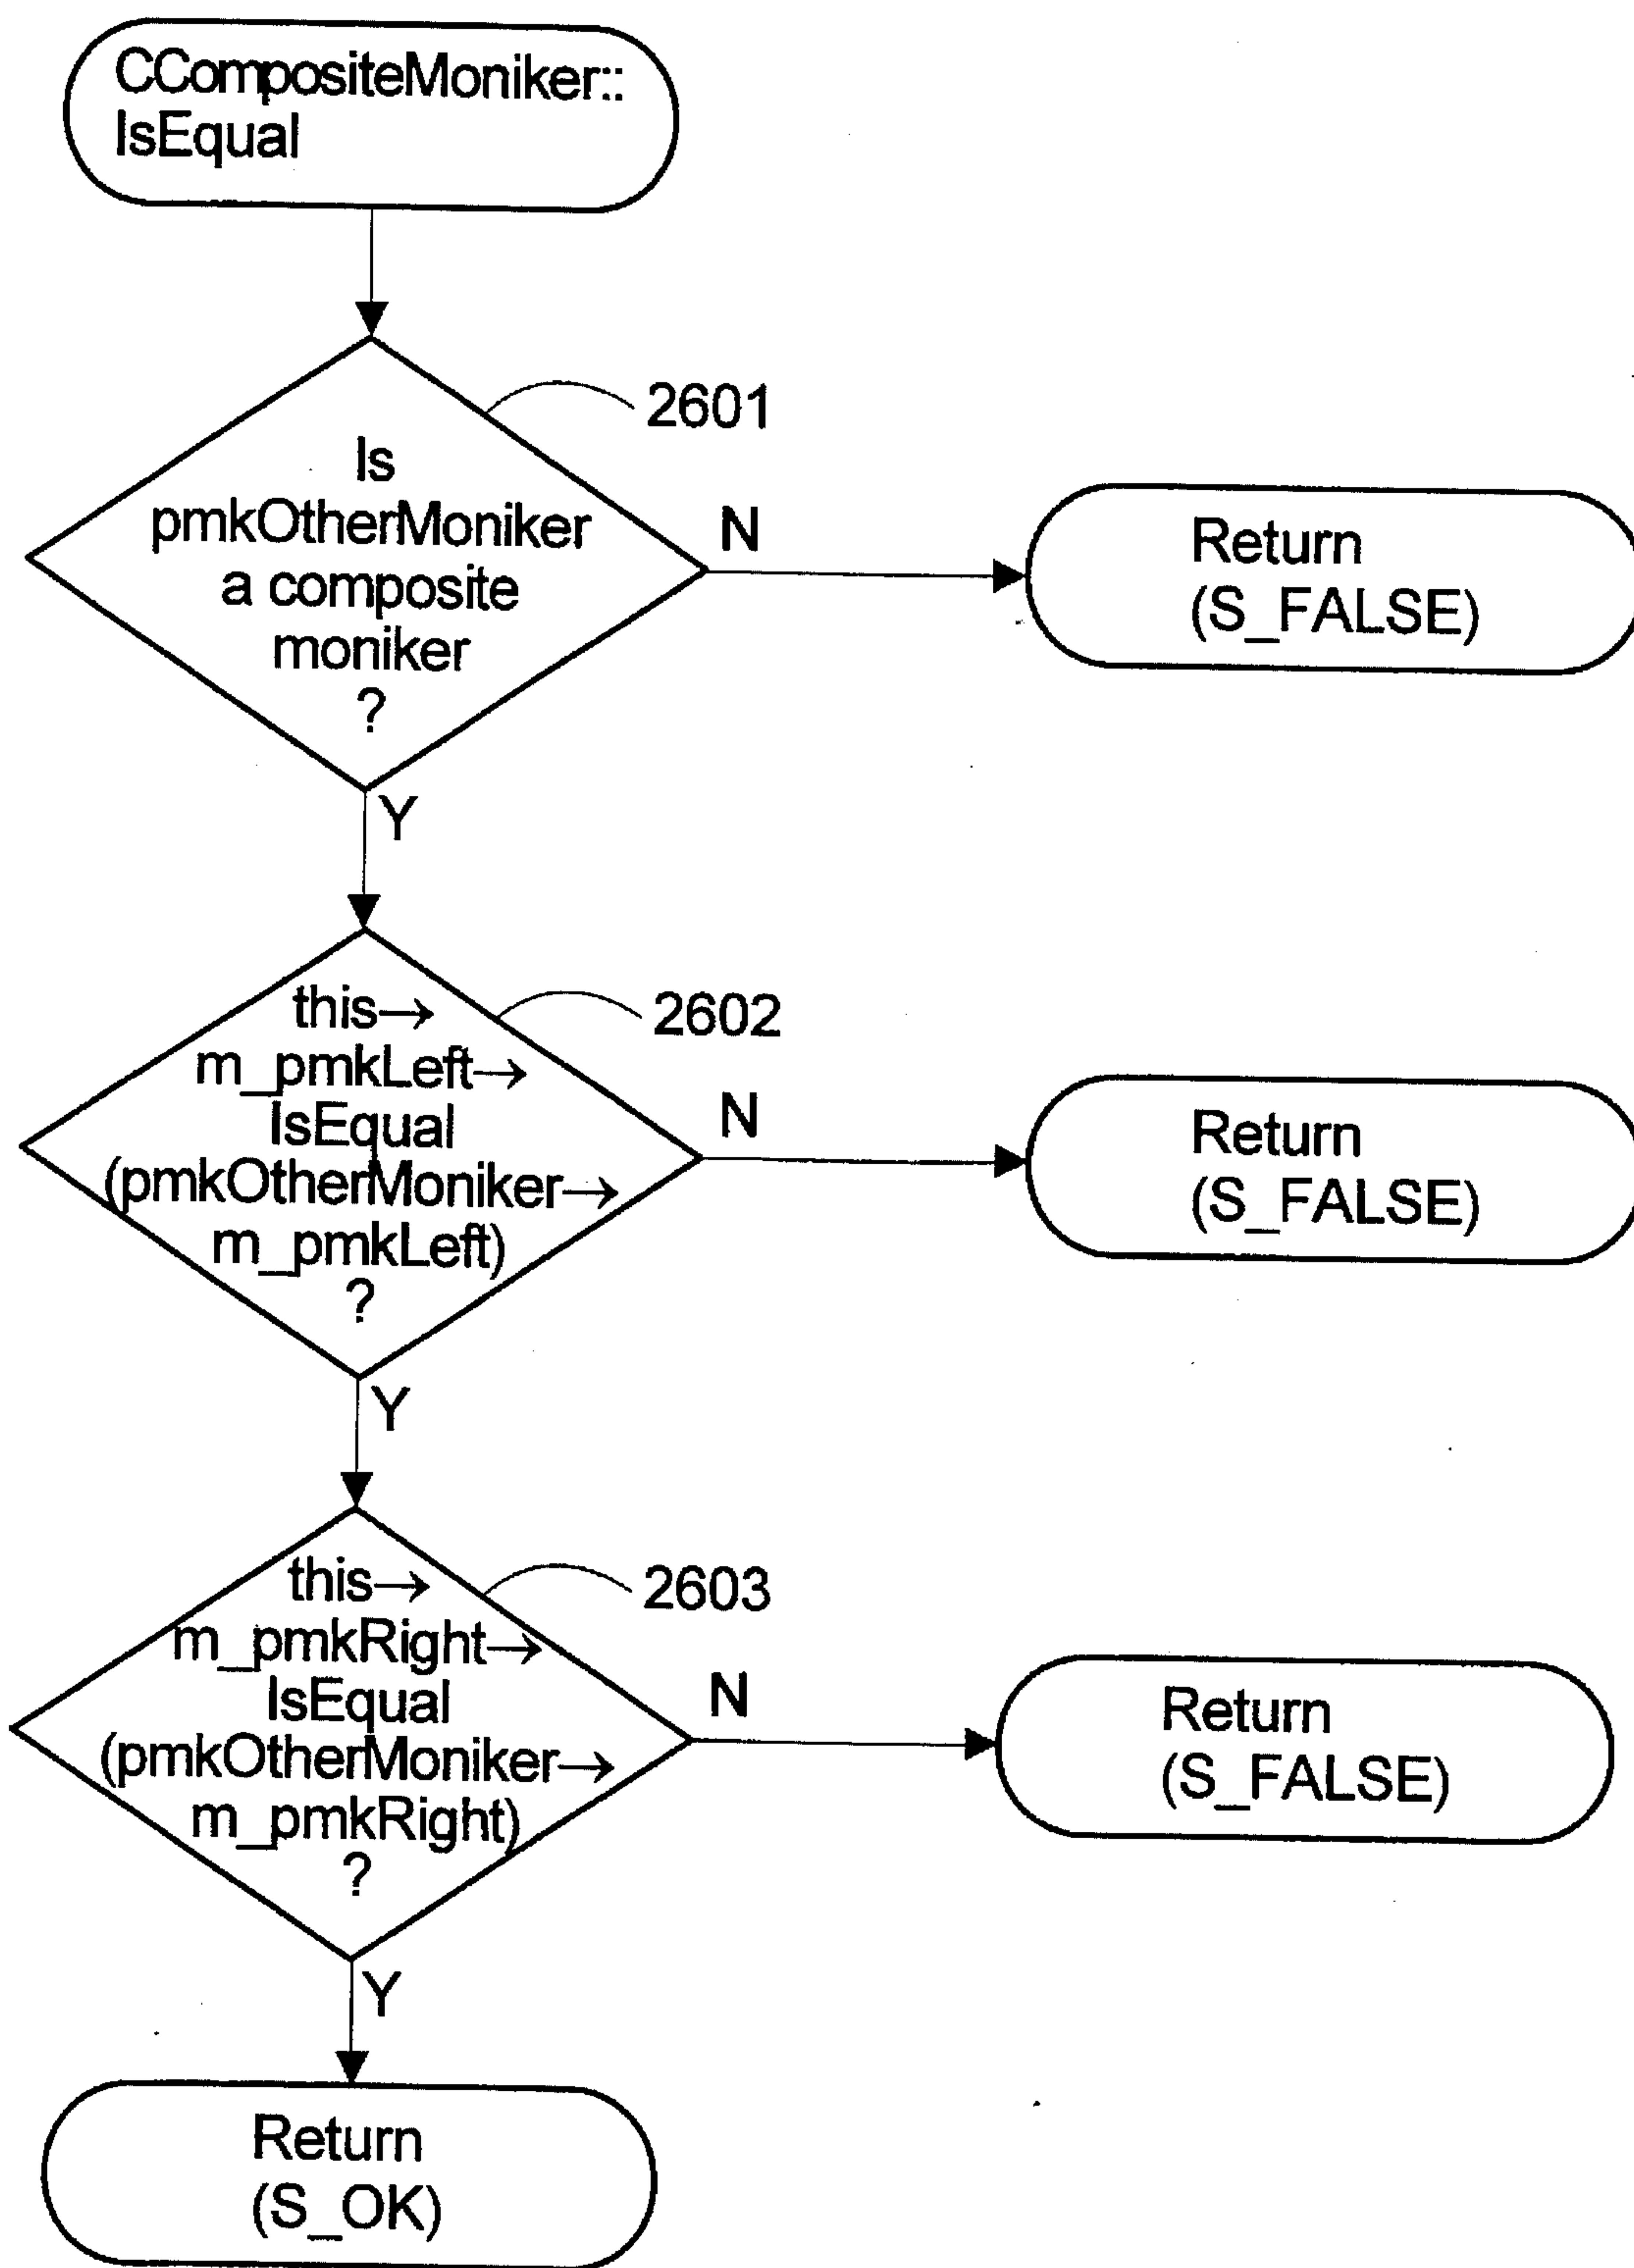 CCompositeMoniker::
IsEqual
2601
Is
pmkOtherMoniker
a composite
moniker
?
N
Return
(S_FALSE)
Y
2602
this→
m_pmkLeft→
IsEqual
(pmkOtherMoniker→
m_pmkLeft)
?
N
Return
(S_FALSE)
Y
2603
this→
m_pmkRight→
IsEqual
(pmkOtherMoniker→
m_pmkRight)
?
N
Return
(S_FALSE)
Y
Return
(S_OK)